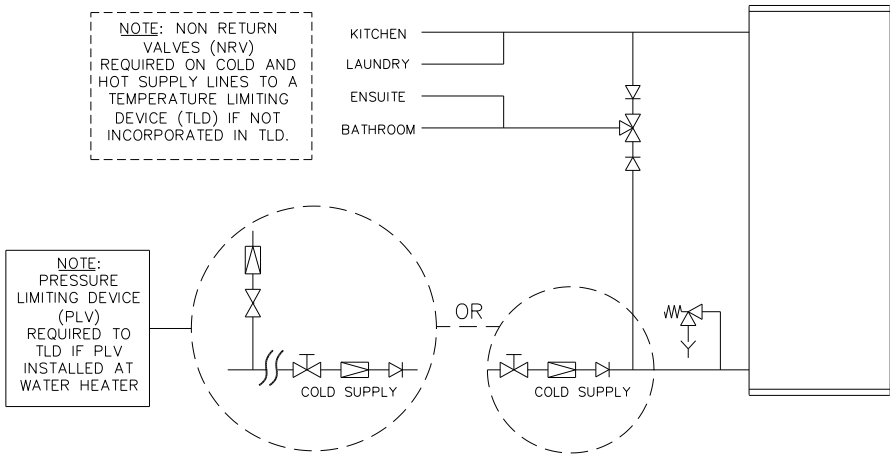 NOTE: NON RETURN
VALVES (NRV)
REQUIRED ON COLD AND
HOT SUPPLY LINES TO A
TEMPERATURE LIMITING
DEVICE (TLD) IF NOT
INCORPORATED IN TLD.
KITCHEN
LAUNDRY
ENSUITE
BATHROOM
NOTE:
PRESSURE
LIMITING DEVICE
(PLV)
REQUIRED TO
TLD IF PLV
INSTALLED AT
WATER HEATER
OR
COLD SUPPLY
COLD SUPPLY